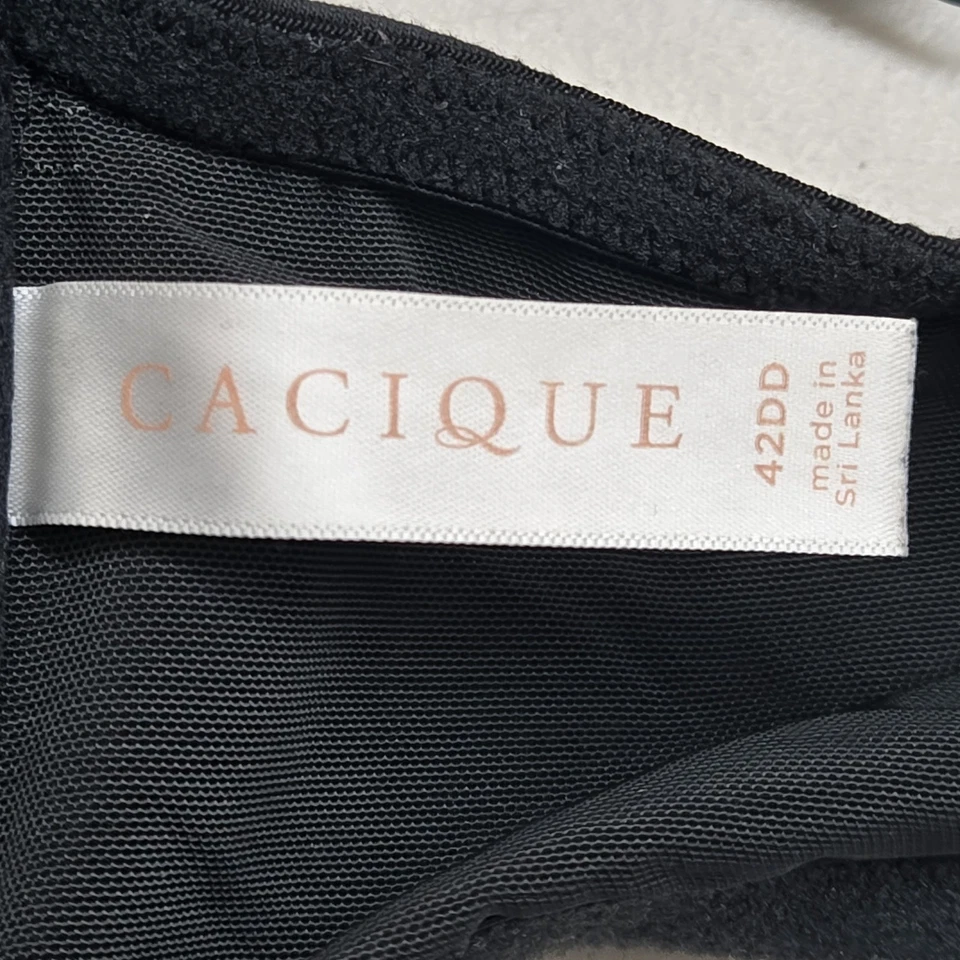 CACIQUE
42DD
made in
Sri Lanka